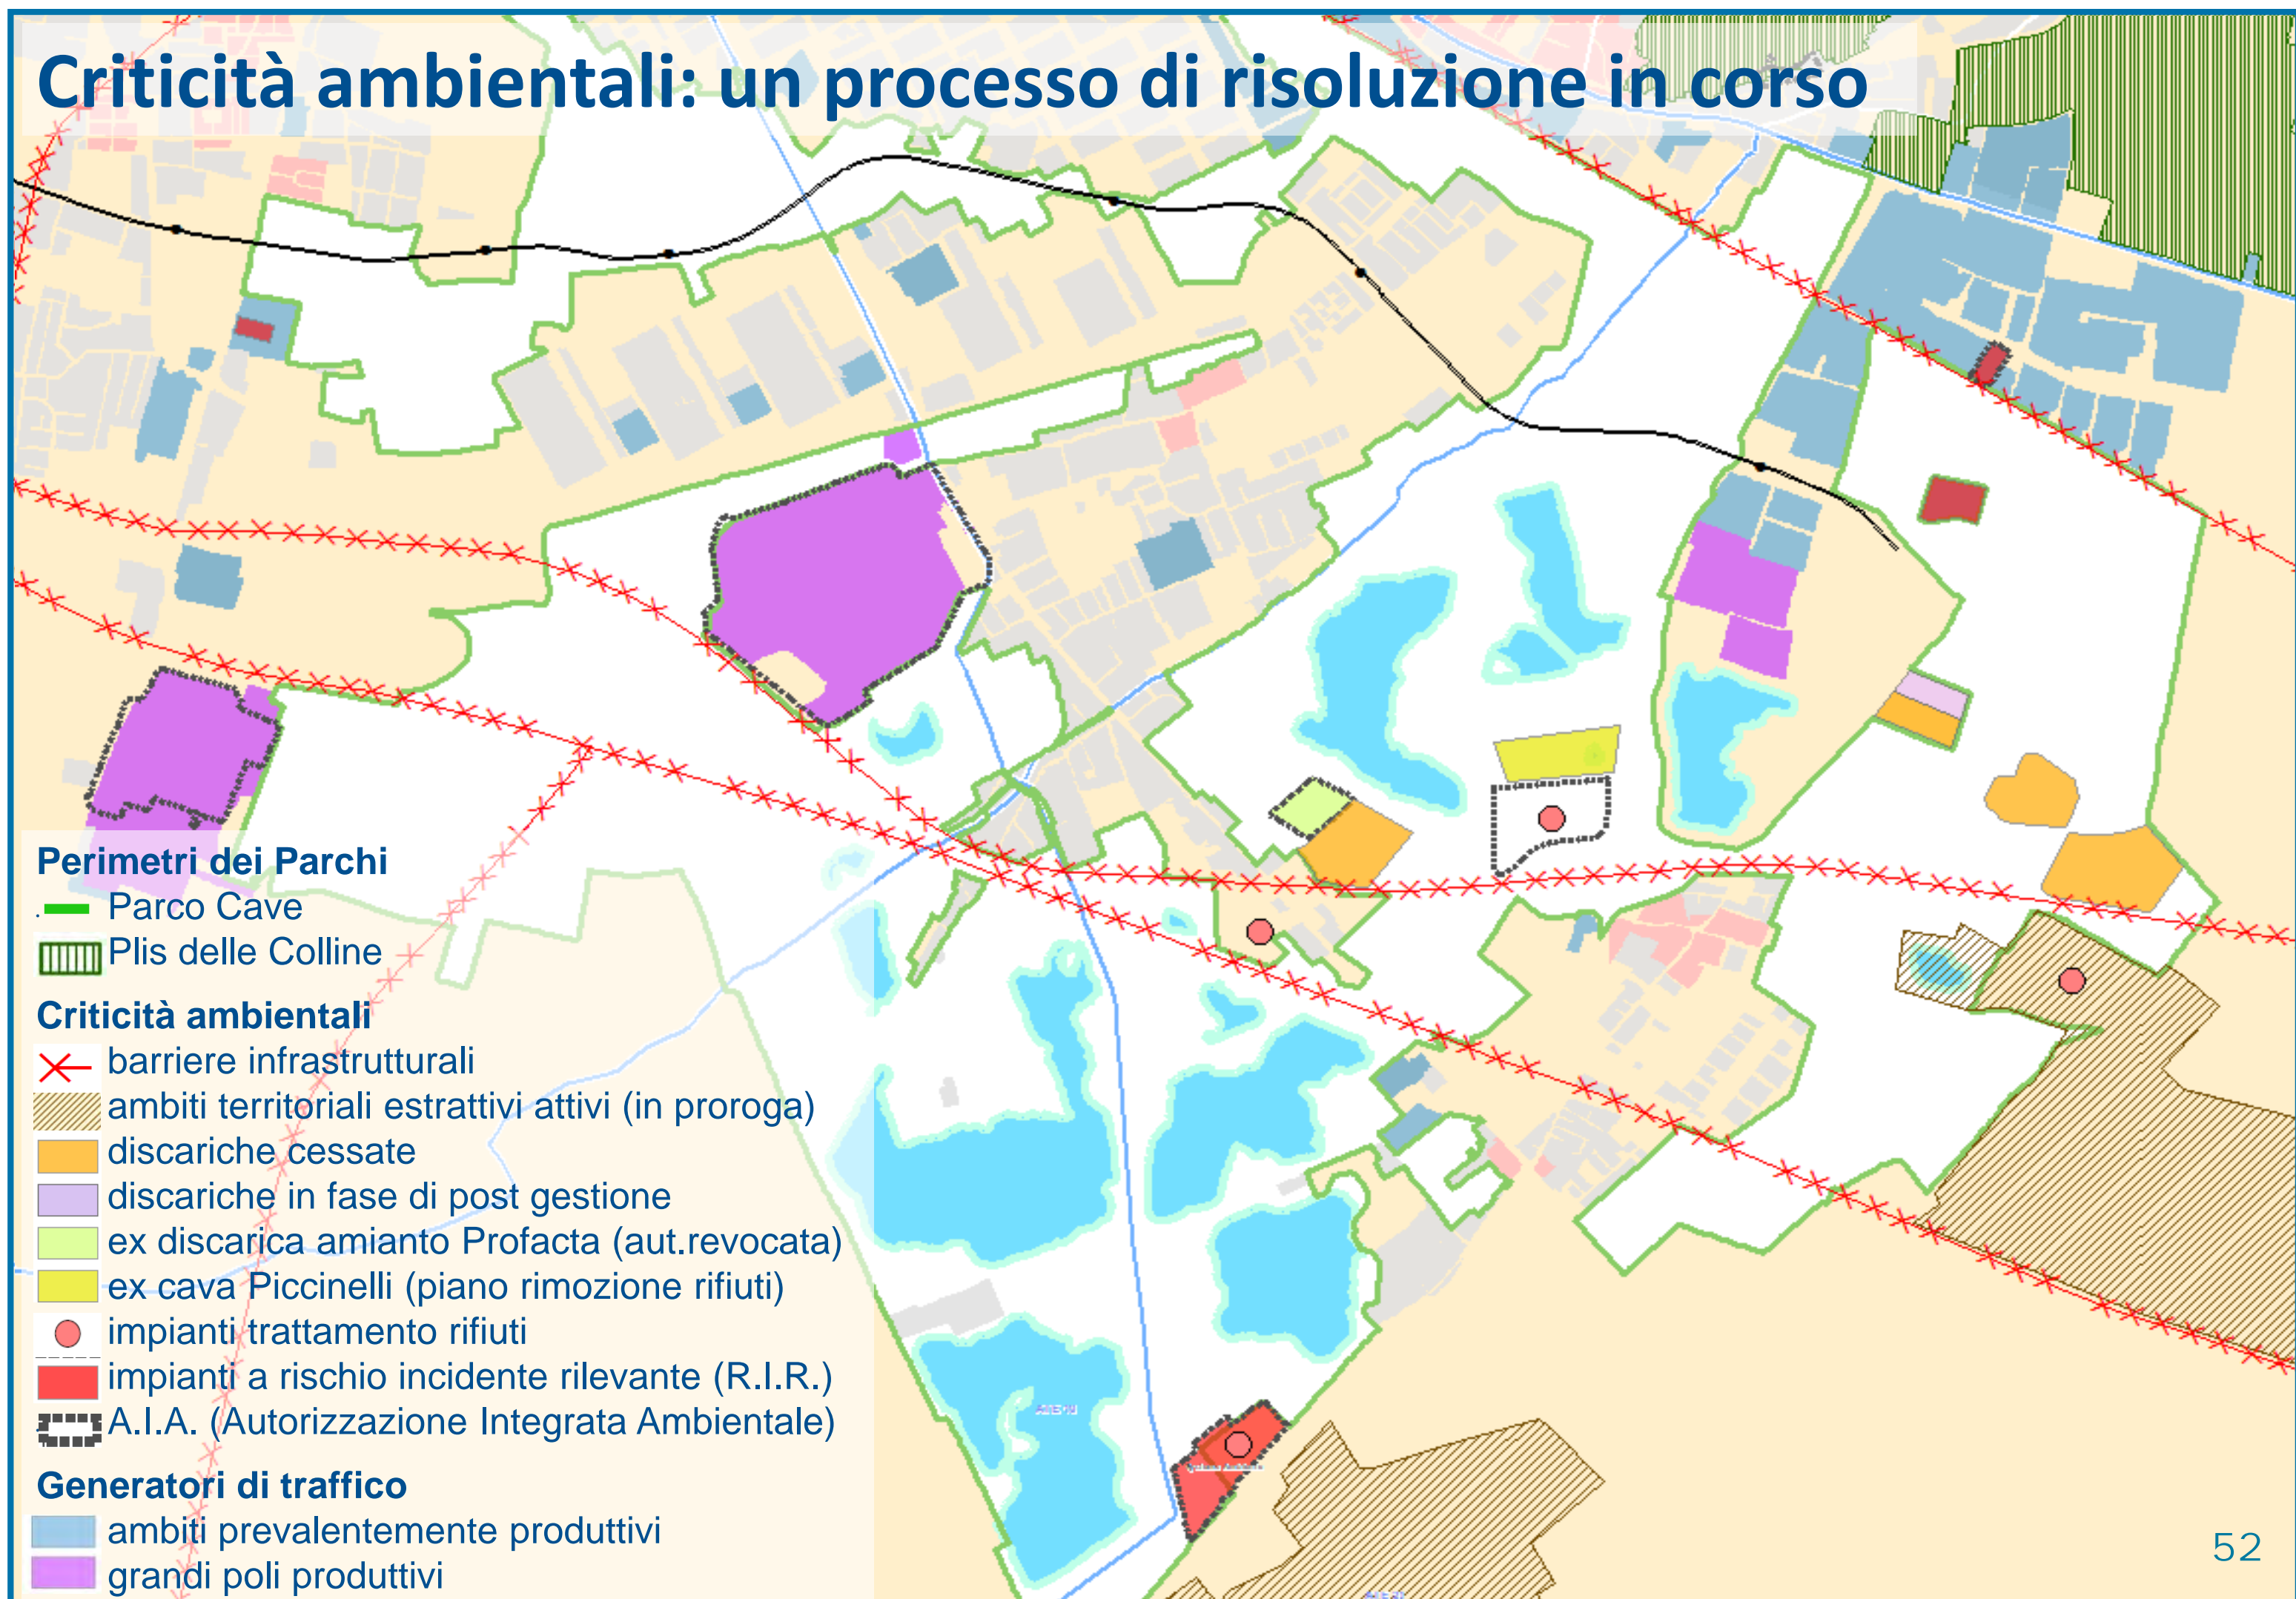 Criticità ambientali: un processo di risoluzione in corso
Perimetri dei Parchi
Parco Cave
Plis delle Colline
Criticità ambientali
barriere infrastrutturali
ambiti territoriali estrattivi attivi (in proroga)
discariche cessate
discariche in fase di post gestione
ex discarica amianto Profacta (aut.revocata)
ex cava Piccinelli (piano rimozione rifiuti)
impianti trattamento rifiuti
impianti a rischio incidente rilevante (R.I.R.)
A.I.A. (Autorizzazione Integrata Ambientale)
Generatori di traffico
ambiti prevalentemente produttivi
grandi poli produttivi
52